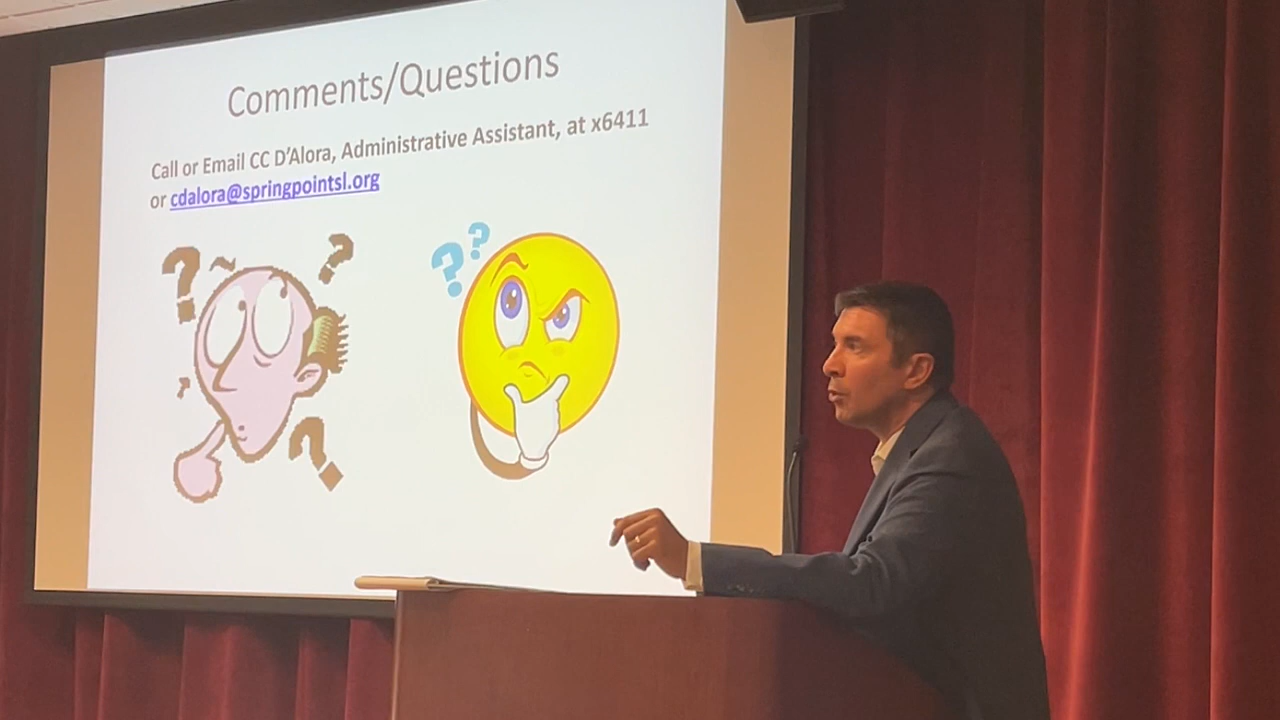 Comments/Questions
Call or Email CC D'Alora, Administrative Assistant, at x6411
or cdalora@springpointsl.org
? ?
? ?
?
?